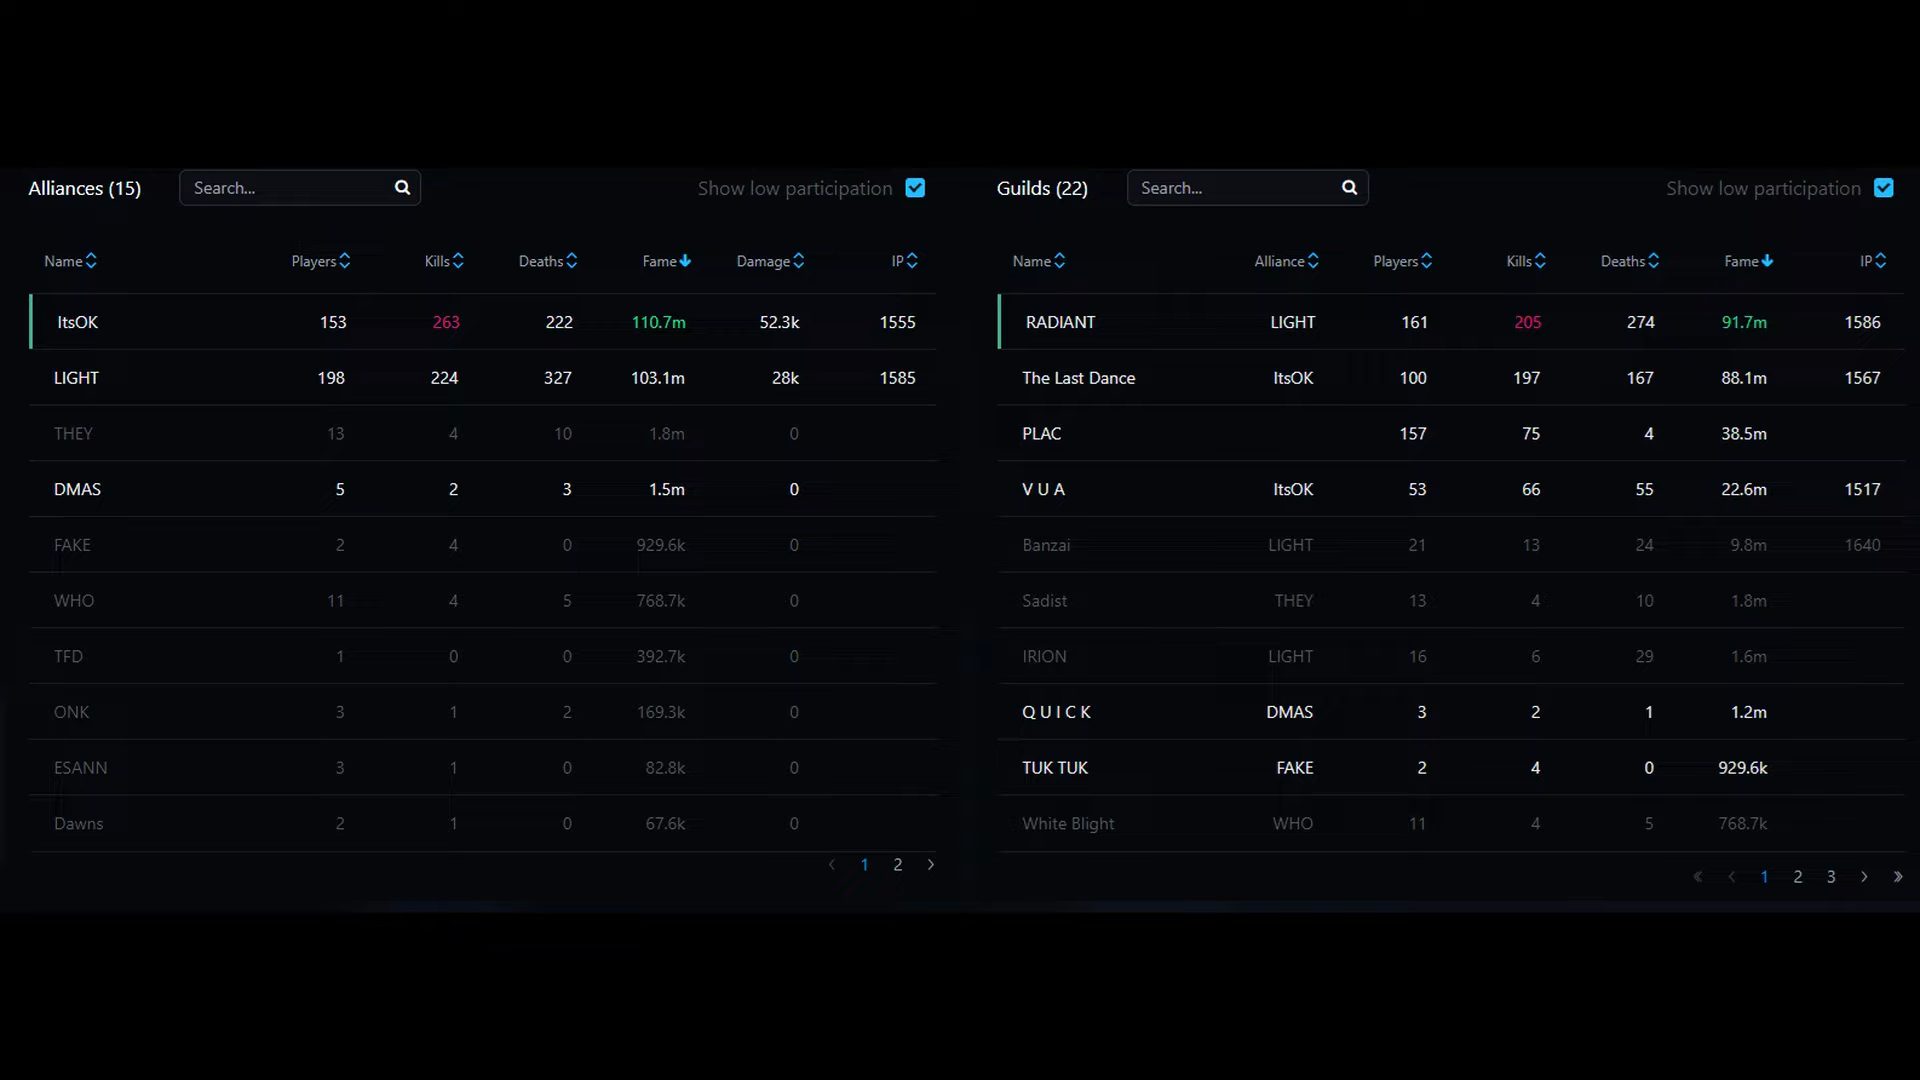 Alliances (15) Search... Show low participation
Name Players Kills Deaths Fame Damage IP
ItsOK 153 263 222 110.7m 52.3k 1555
LIGHT 198 224 327 103.1m 28k 1585
THEY 13 4 10 1.8m 0
DMAS 5 2 3 1.5m 0
FAKE 2 4 0 929.6k 0
WHO 11 4 5 768.7k 0
TFD 1 0 0 392.7k 0
ONK 3 1 2 169.3k 0
ESANN 3 1 0 82.8k 0
Dawns 2 1 0 67.6k 0
1 2
Guilds (22) Search... Show low participation
Name Alliance Players Kills Deaths Fame IP
RADIANT LIGHT 161 205 274 91.7m 1586
The Last Dance ItsOK 100 197 167 88.1m 1567
PLAC 157 75 4 38.5m
V U A ItsOK 53 66 55 22.6m 1517
Banzai LIGHT 21 13 24 9.8m 1640
Sadist THEY 13 4 10 1.8m
IRION LIGHT 16 6 29 1.6m
Q U I C K DMAS 3 2 1 1.2m
TUK TUK FAKE 2 4 0 929.6k
White Blight WHO 11 4 5 768.7k
1 2 3